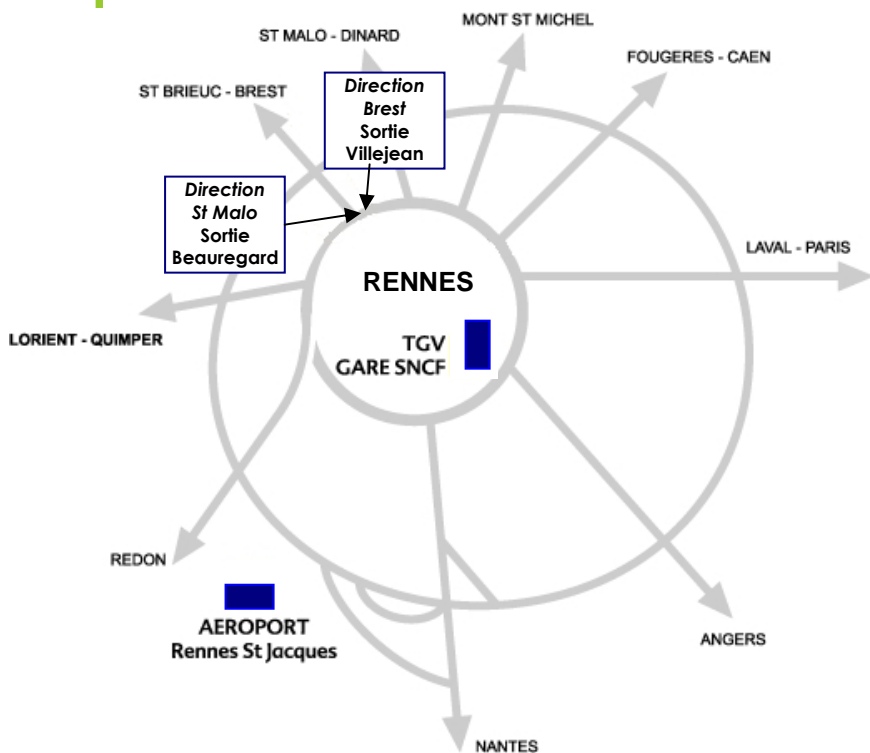 MONT ST MICHEL
ST MALO - DINARD
FOUGERES - CAEN
ST BRIEUC - BREST
Direction
Brest
Sortie
Villejean
Direction
St Malo
Sortie
Beauregard
LAVAL - PARIS
RENNES
LORIENT - QUIMPER
TGV
GARE SNCF
REDON
AEROPORT
Rennes St Jacques
ANGERS
NANTES